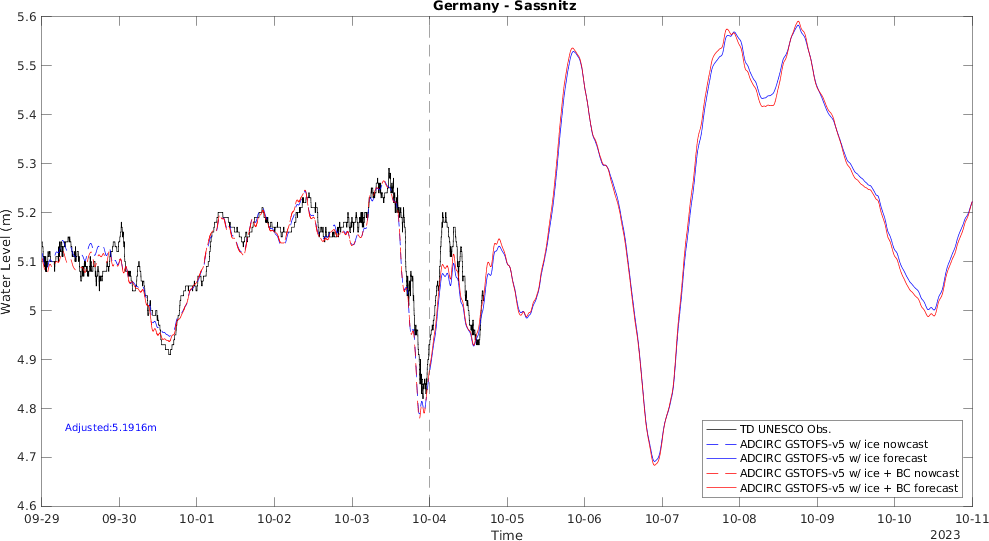 Germany - Sassnitz
Water Level (m)
5.6
5.5
5.4
5.3
5.2
5.1
5
4.9
4.8
4.7
4.6
Adjusted:5.1916m
TD UNESCO Obs.
ADCIRC GSTOFS-v5 w/ ice nowcast
ADCIRC GSTOFS-v5 w/ ice forecast
ADCIRC GSTOFS-v5 w/ ice + BC nowcast
ADCIRC GSTOFS-v5 w/ ice + BC forecast
09-29 09-30 10-01 10-02 10-03 10-04 10-05 10-06 10-07 10-08 10-09 10-10 10-11
Time
2023